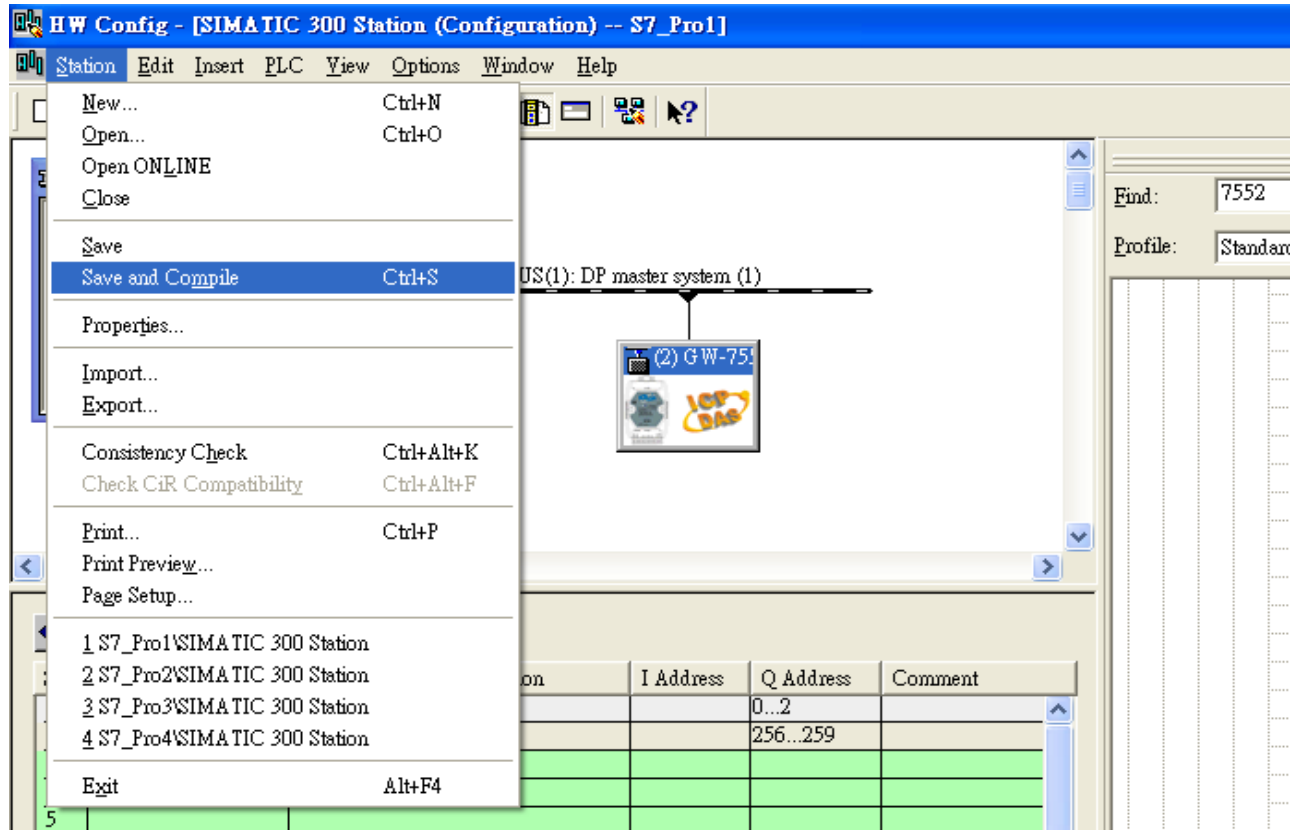 HW Config - [SIMATIC 300 Station (Configuration) -- S7_Pro1]
Station Edit Insert PLC View Options Window Help
New... Ctrl+N
Open... Ctrl+O
Open ONLINE
Close
Save
Save and Compile Ctrl+S
Properties...
Import...
Export...
Consistency Check Ctrl+Alt+K
Check CiR Compatibility Ctrl+Alt+F
Print... Ctrl+P
Print Preview...
Page Setup...
1 S7_Pro1\SIMATIC 300 Station
2 S7_Pro2\SIMATIC 300 Station
3 S7_Pro3\SIMATIC 300 Station
4 S7_Pro4\SIMATIC 300 Station
Exit Alt+F4
US(1): DP master system (1)
(2) GW-755
ICP
DAS
Find: 7552
Profile: Standard
on I Address Q Address Comment
0...2
256...259
5